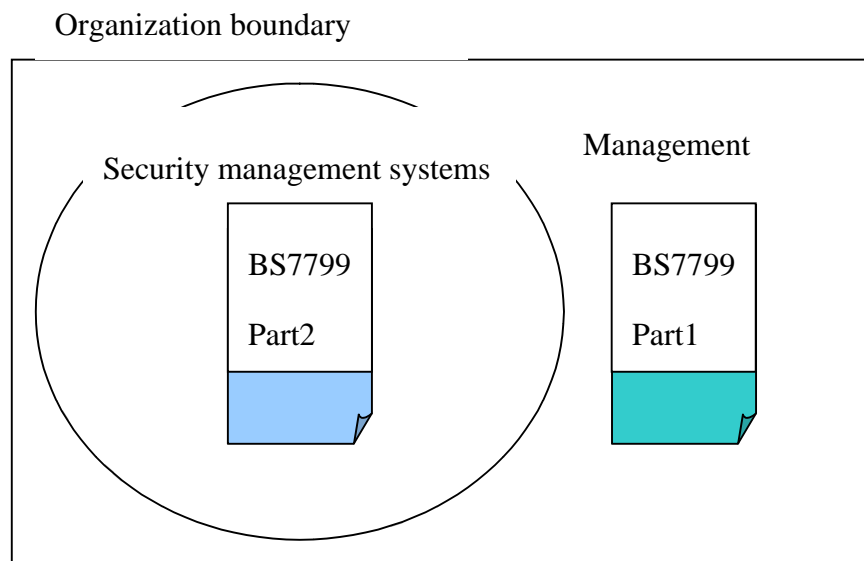 Organization boundary
Management
Security management systems
BS7799
Part2
BS7799
Part1